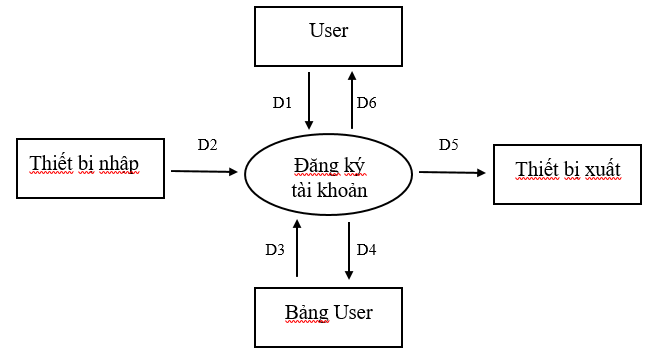 User
D1
D6
D2
D5
Thiết bị nhập
Đăng ký
tài khoản
Thiết bị xuất
D3
D4
Bảng User